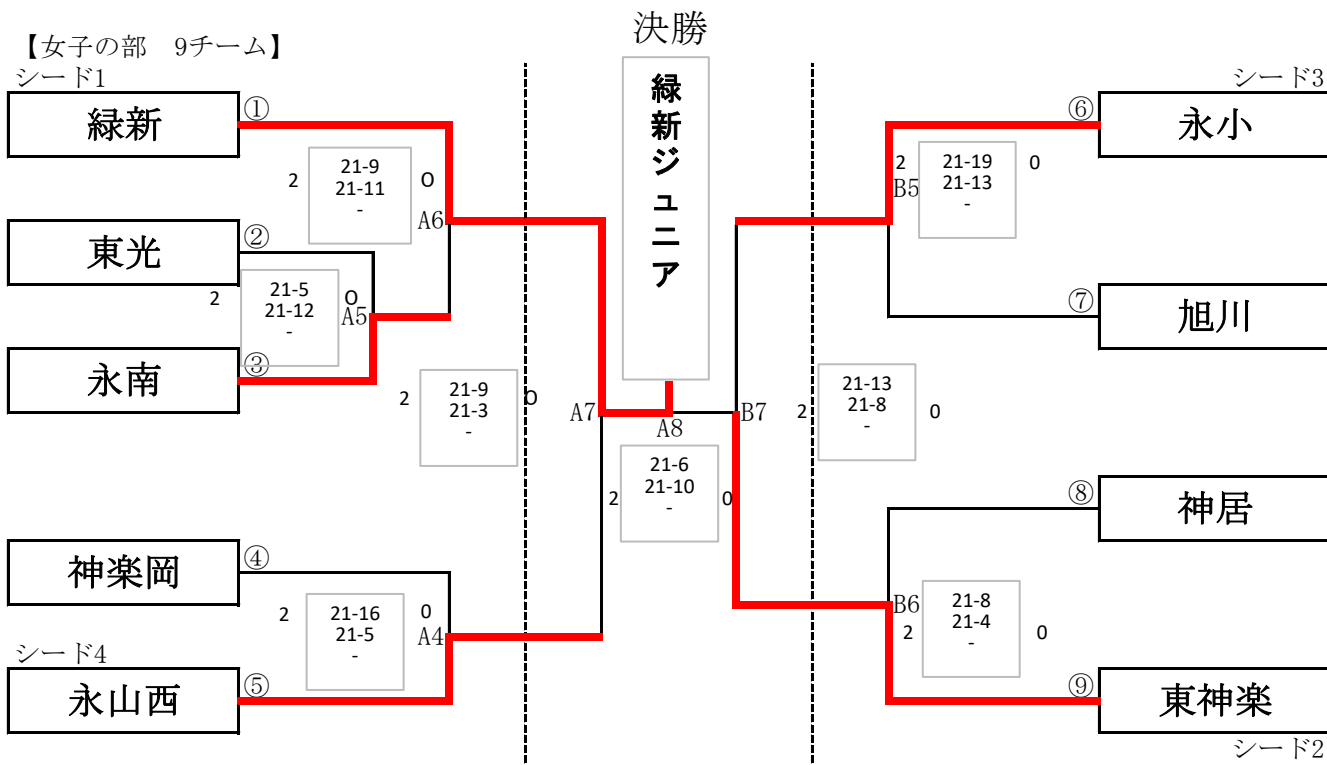 決勝
【女子の部　9チーム】
シード1
緑新
①
緑新ジュニア
シード3
⑥
永小
21-9
21-11
-
2
0
A6
2
B5
21-19
21-13
-
0
東光
②
2
21-5
21-12
-
0
A5
永南
③
⑦
旭川
2
21-9
21-3
-
0
A7
A8
B7
2
21-13
21-8
-
0
2
21-6
21-10
-
0
⑧
神居
神楽岡
④
2
21-16
21-5
-
0
A4
B6
2
21-8
21-4
-
0
シード4
永山西
⑤
⑨
東神楽
シード2